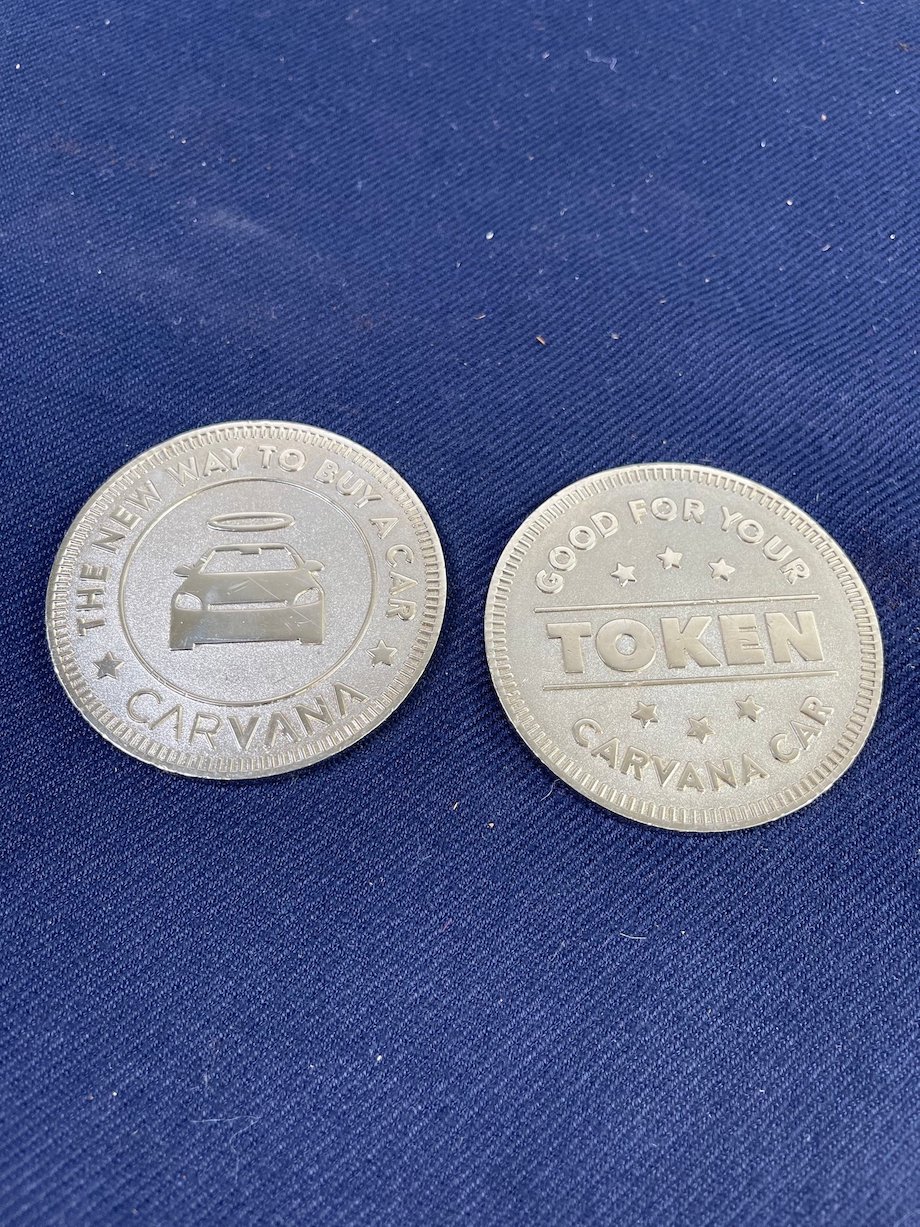 THE NEW WAY TO BUY A CAR
CARVANA
GOOD FOR YOUR
TOKEN
CARVANA CAR